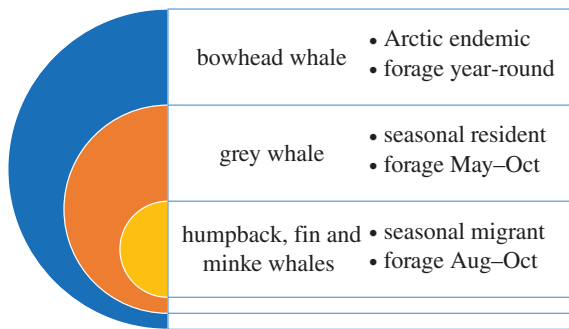 bowhead whale
• Arctic endemic
• forage year-round
grey whale
• seasonal resident
• forage May–Oct
humpback, fin and
minke whales
• seasonal migrant
• forage Aug–Oct